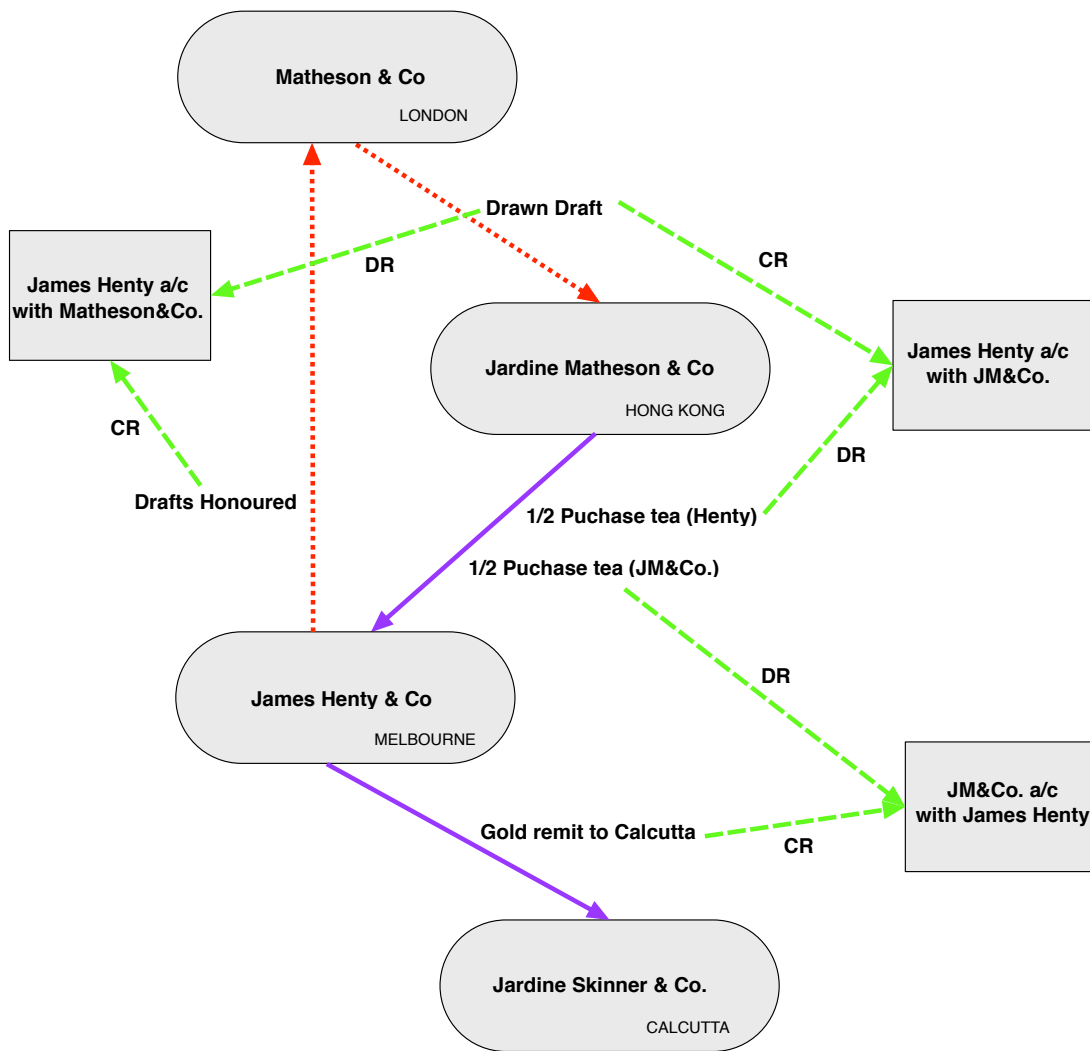 Matheson & Co
LONDON
Drawn Draft
DR
CR
James Henty a/c
with Matheson&Co.
James Henty a/c
with JM&Co.
Jardine Matheson & Co
HONG KONG
CR
DR
Drafts Honoured
1/2 Puchase tea (Henty)
1/2 Puchase tea (JM&Co.)
DR
James Henty & Co
MELBOURNE
JM&Co. a/c
with James Henty
Gold remit to Calcutta
CR
Jardine Skinner & Co.
CALCUTTA